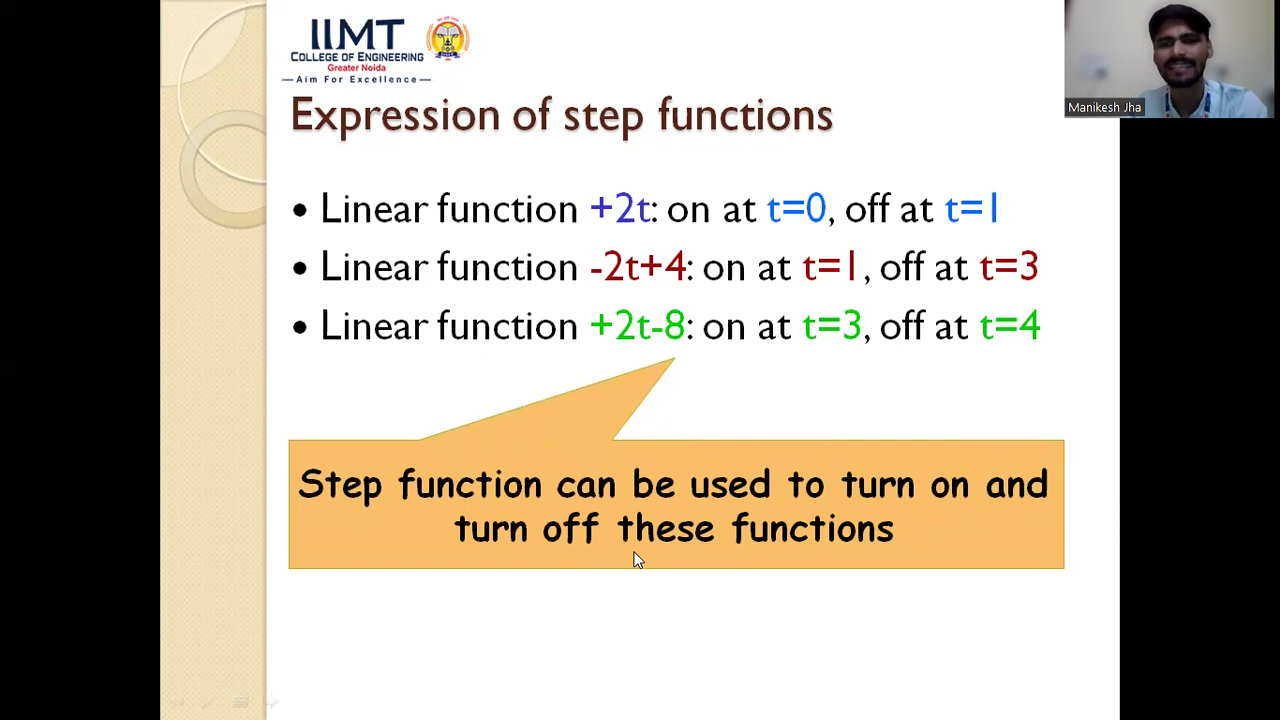 IIMT
COLLEGE OF ENGINEERING
Greater Noida
Aim For Excellence
Manikesh Jha
Expression of step functions
• Linear function +2t: on at t=0, off at t=1
• Linear function -2t+4: on at t=1, off at t=3
• Linear function +2t-8: on at t=3, off at t=4
Step function can be used to turn on and
turn off these functions